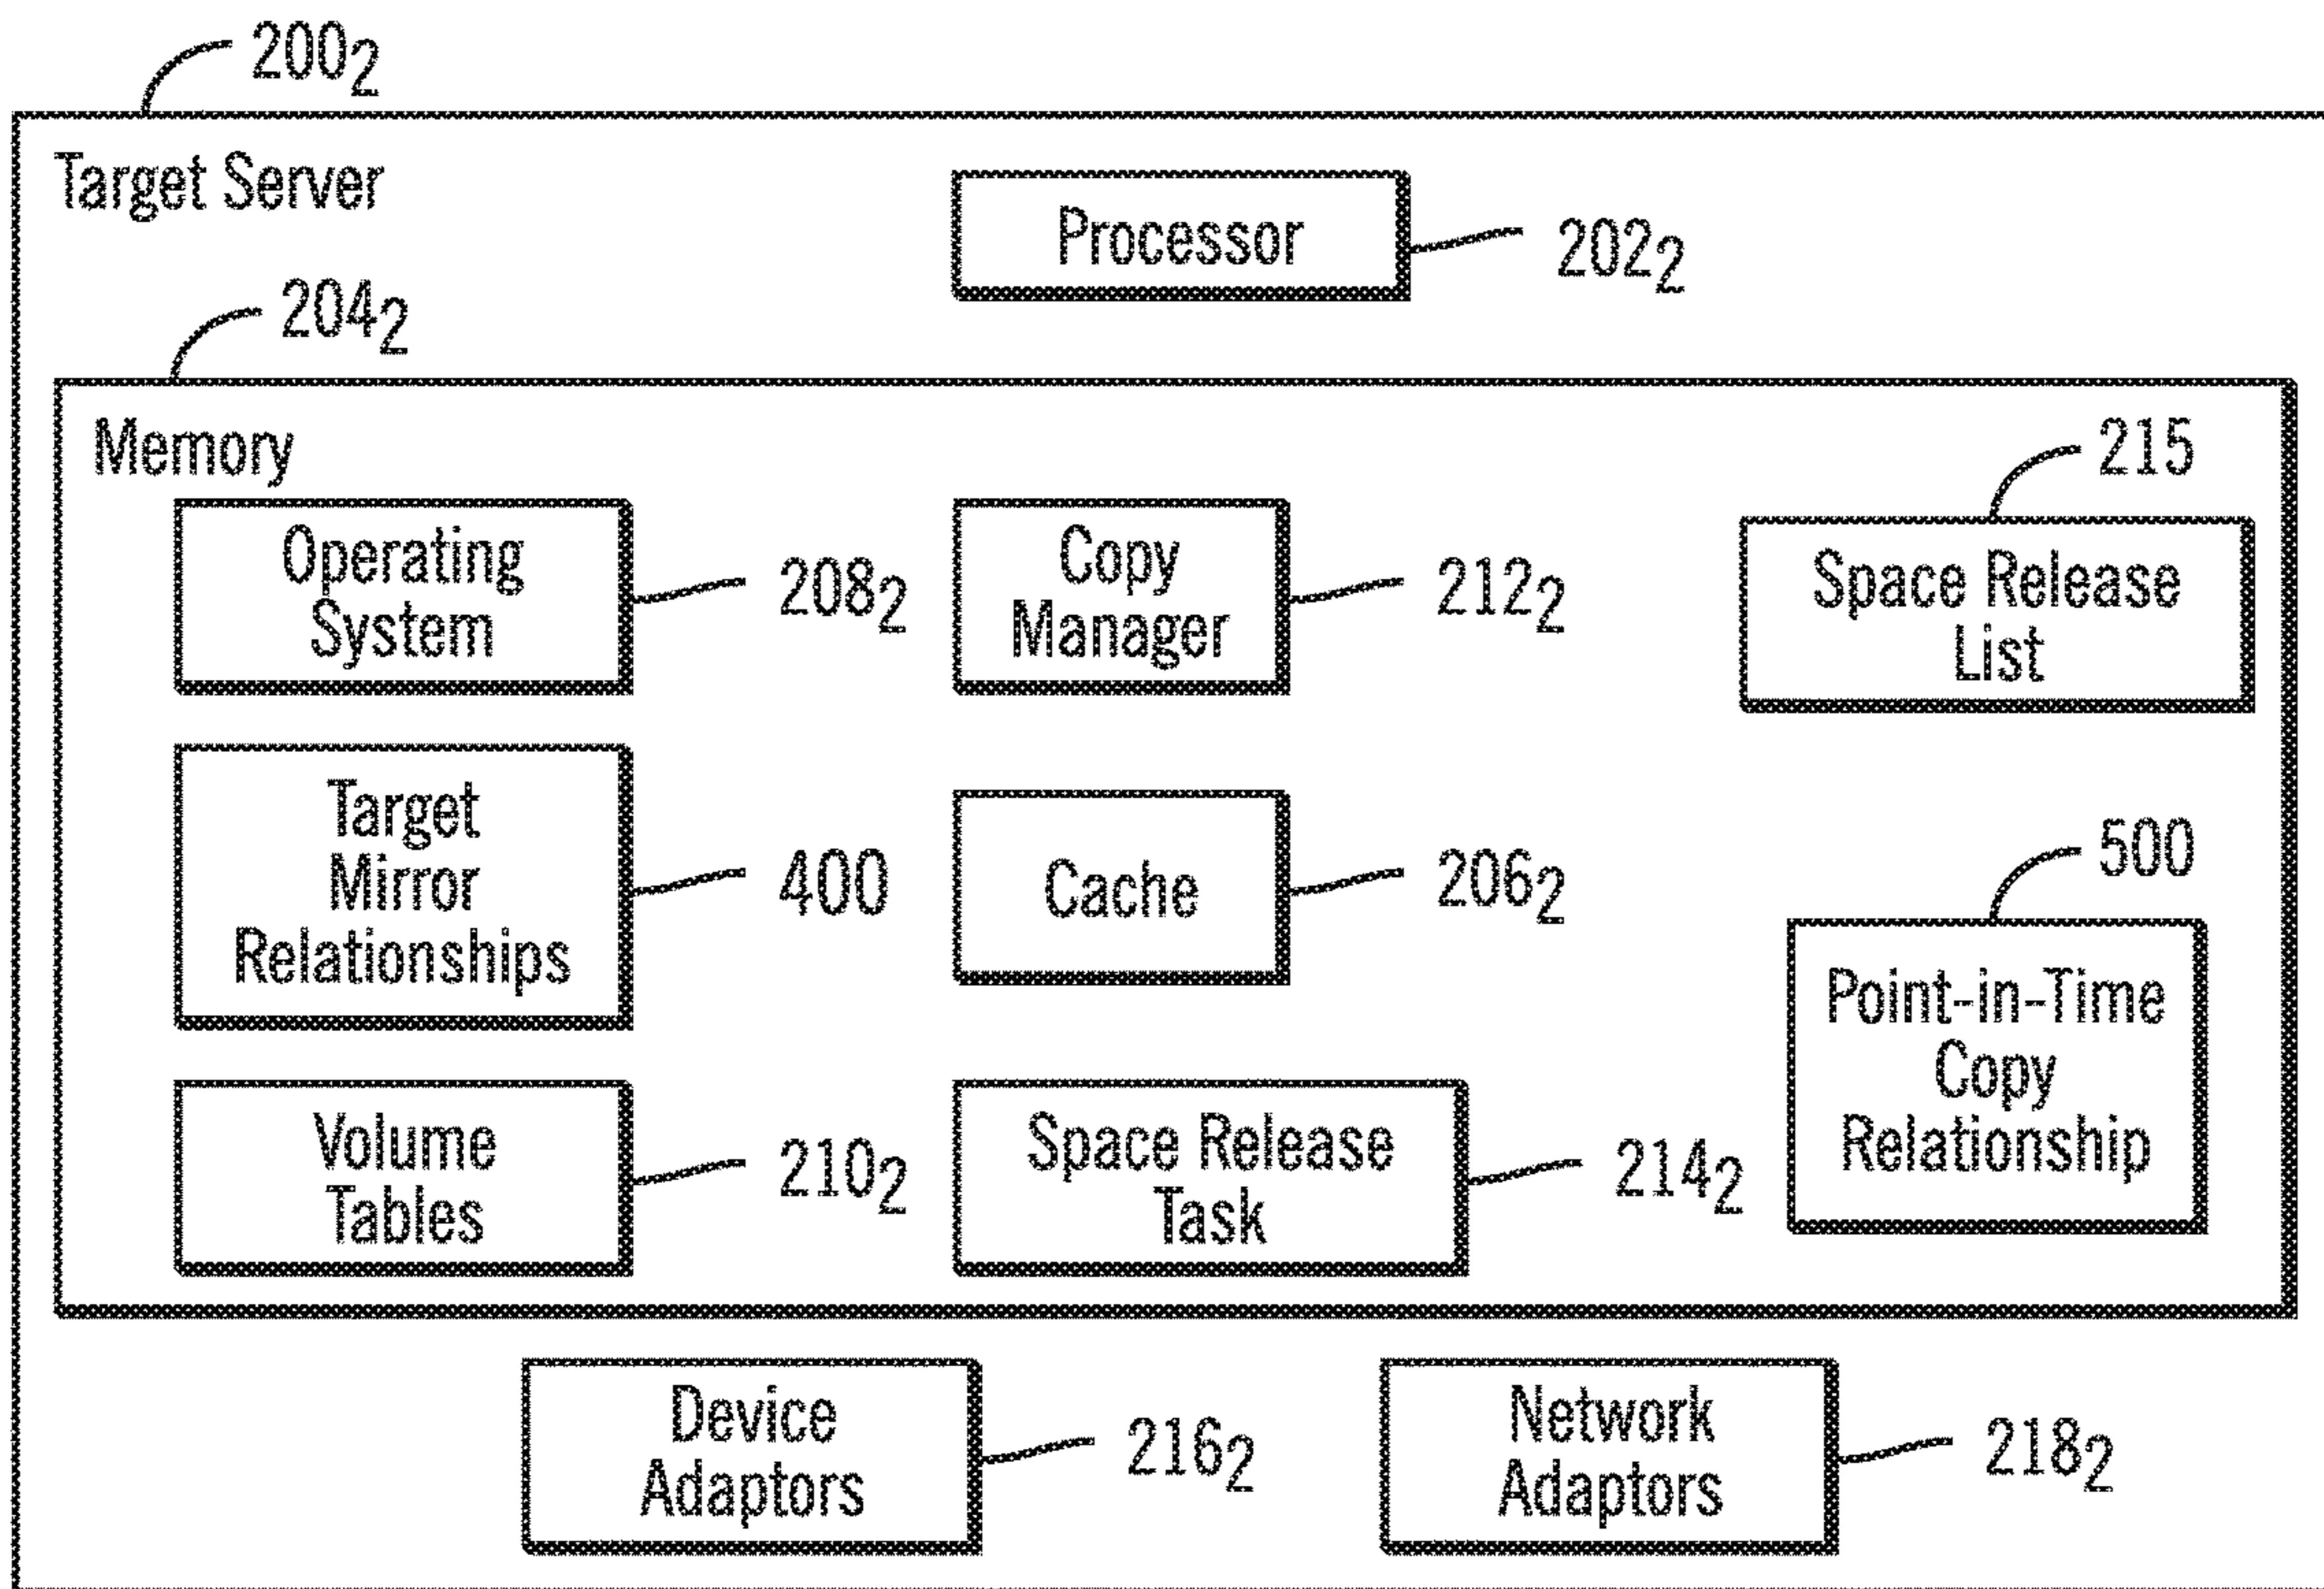 200₂
Target Server
Processor
202₂
204₂
Memory
215
Operating
System
208₂
Copy
Manager
212₂
Space Release
List
Target
Mirror
Relationships
400
Cache
206₂
500
Point-in-Time
Copy
Relationship
Volume
Tables
210₂
Space Release
Task
214₂
Device
Adaptors
216₂
Network
Adaptors
218₂